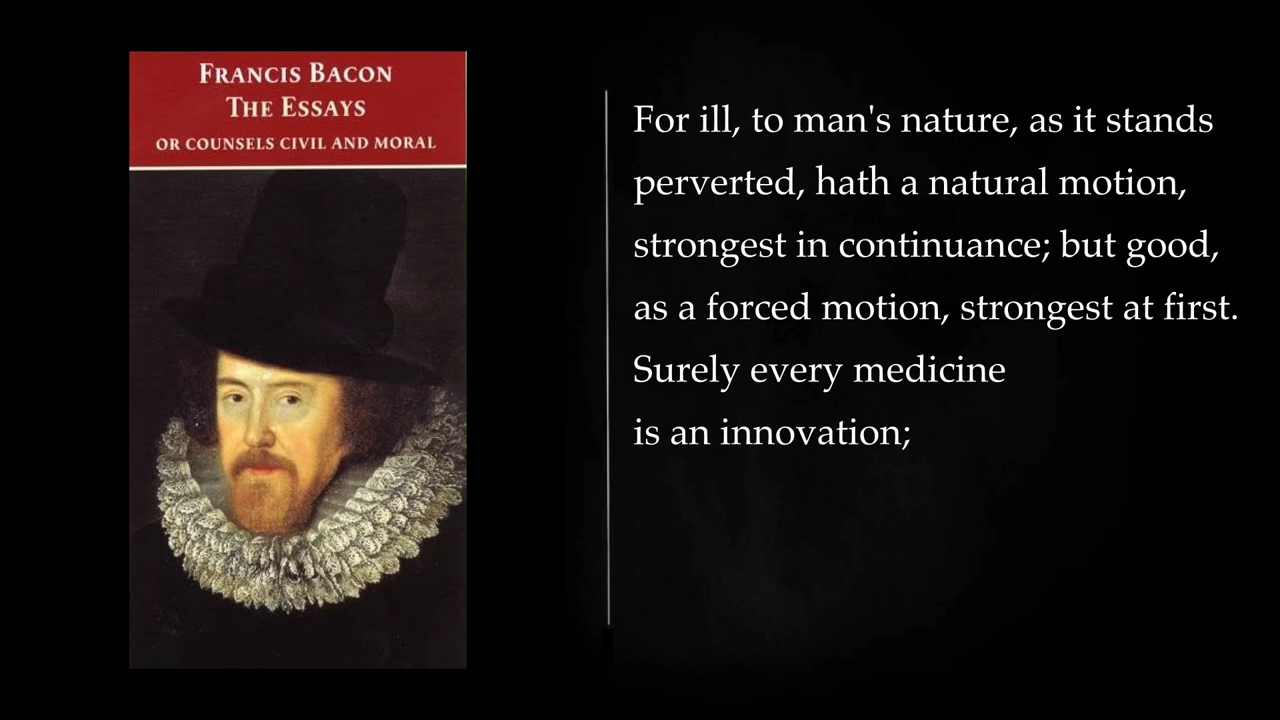 FRANCIS BACON
THE ESSAYS
OR COUNSELS CIVIL AND MORAL
For ill, to man's nature, as it stands
perverted, hath a natural motion,
strongest in continuance; but good,
as a forced motion, strongest at first.
Surely every medicine
is an innovation;